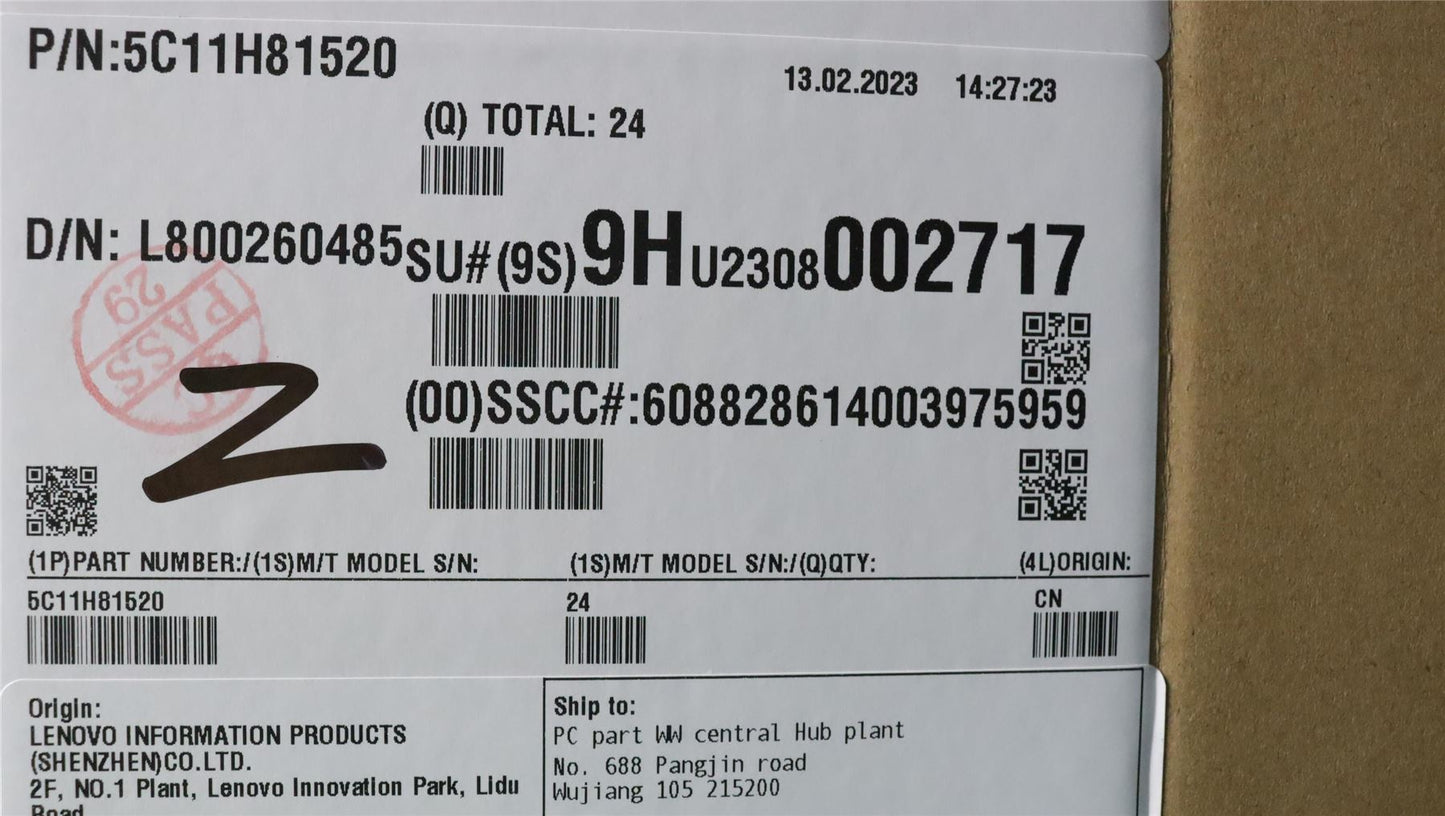 P/N:5C11H81520
13.02.2023 14:27:23
(Q) TOTAL: 24
D/N: L800260485 SU#(9S)9HU2308002717
29
PASS
Z
(00)SSCC#:608828614003975959
(1P)PART NUMBER:/(1S)M/T MODEL S/N: (1S)M/T MODEL S/N:/(Q)QTY: (4L)ORIGIN:
5C11H81520 24 CN
Origin:
LENOVO INFORMATION PRODUCTS
(SHENZHEN)CO.LTD.
2F, NO.1 Plant, Lenovo Innovation Park, Lidu
Road
Ship to:
PC part WW central Hub plant
No. 688 Pangjin road
Wujiang 105 215200